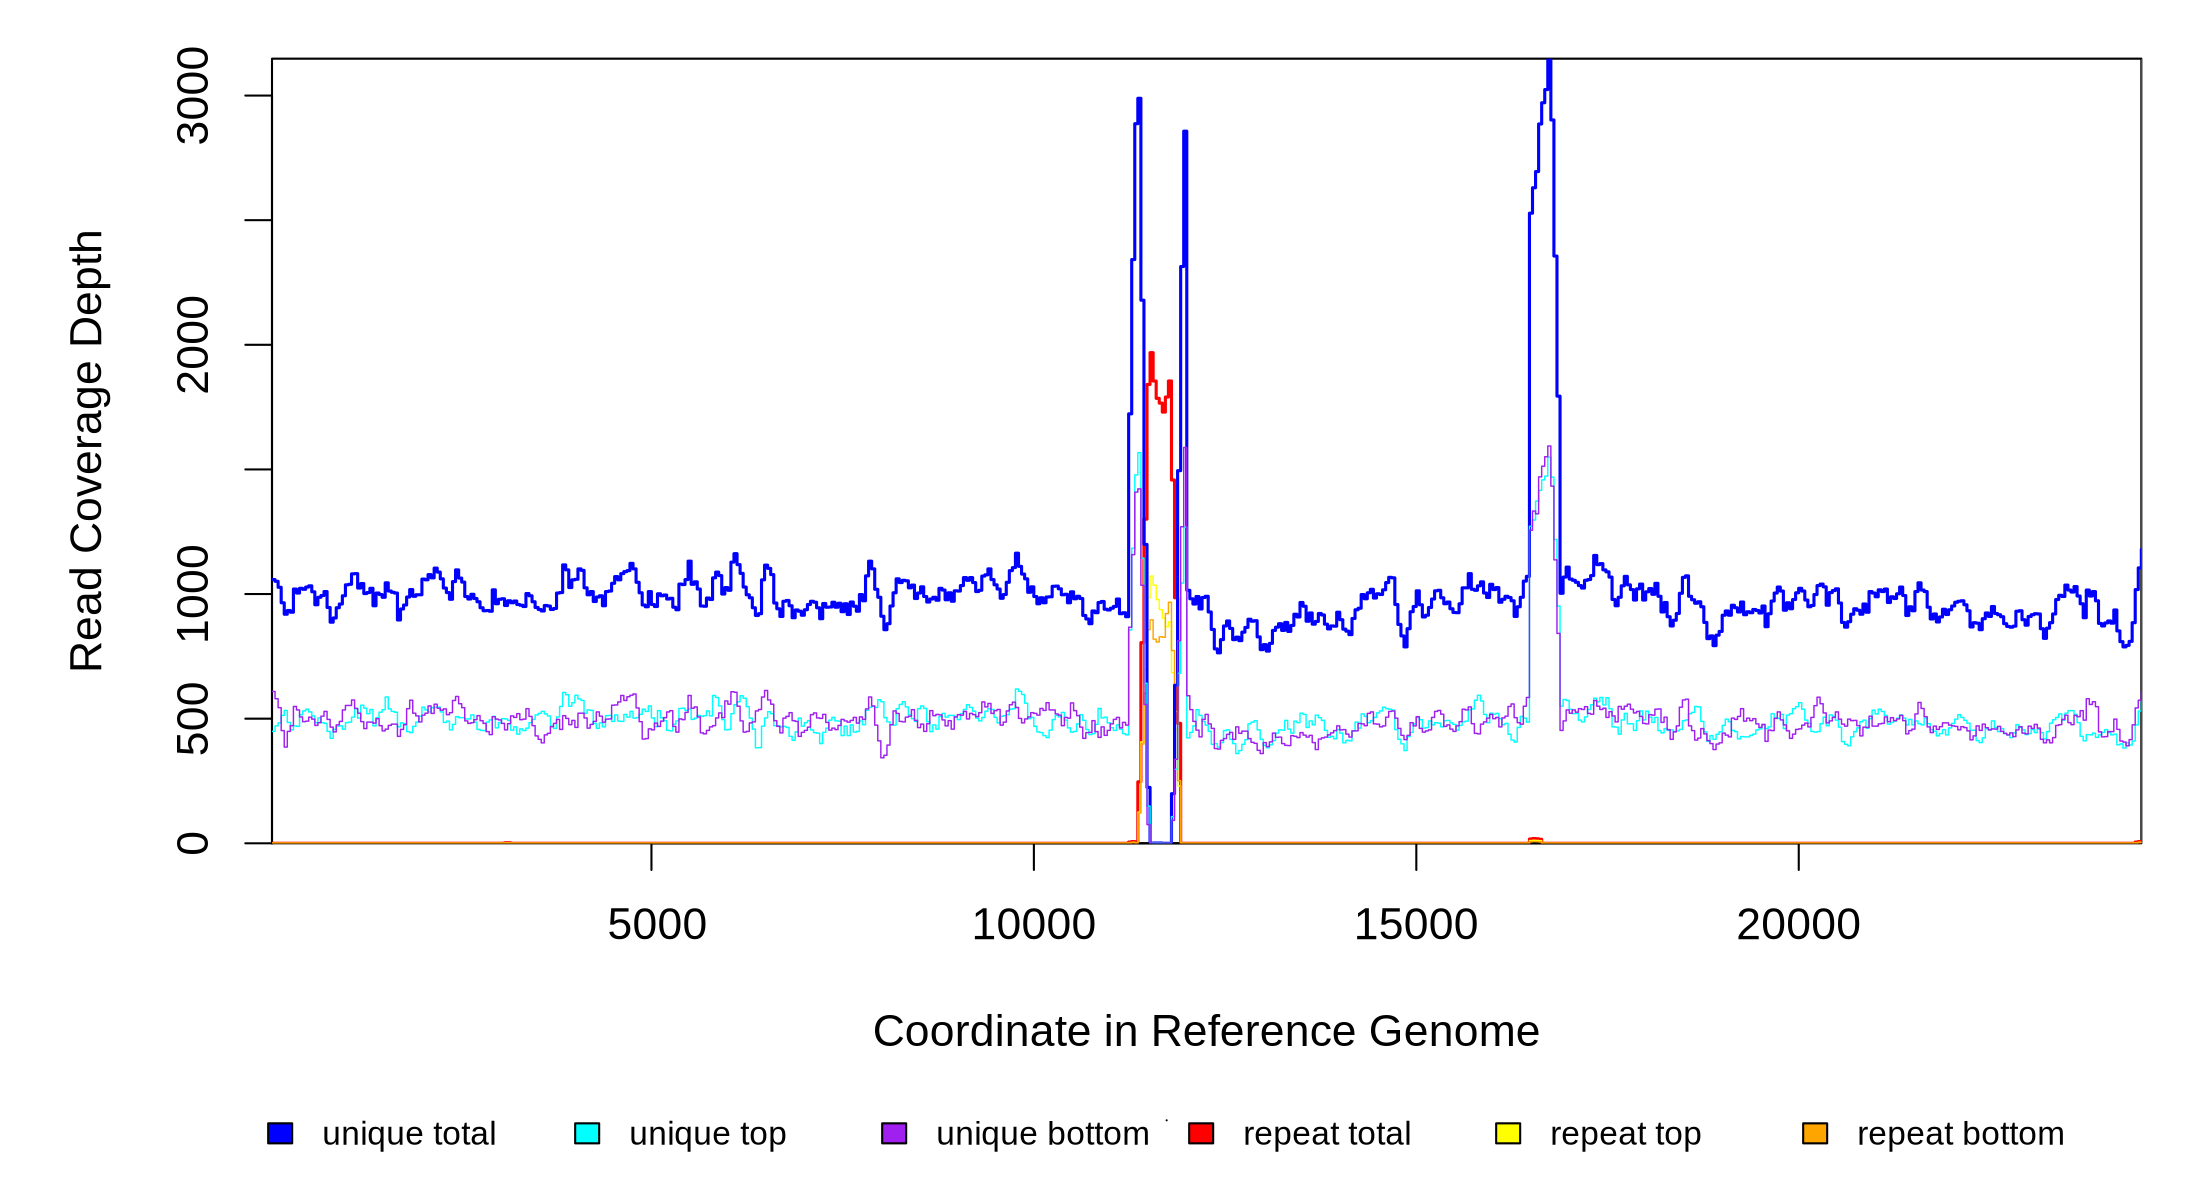 3000
2000
1000
500
0
Read Coverage Depth
5000 10000 15000 20000
Coordinate in Reference Genome
unique total unique top unique bottom repeat total repeat top repeat bottom